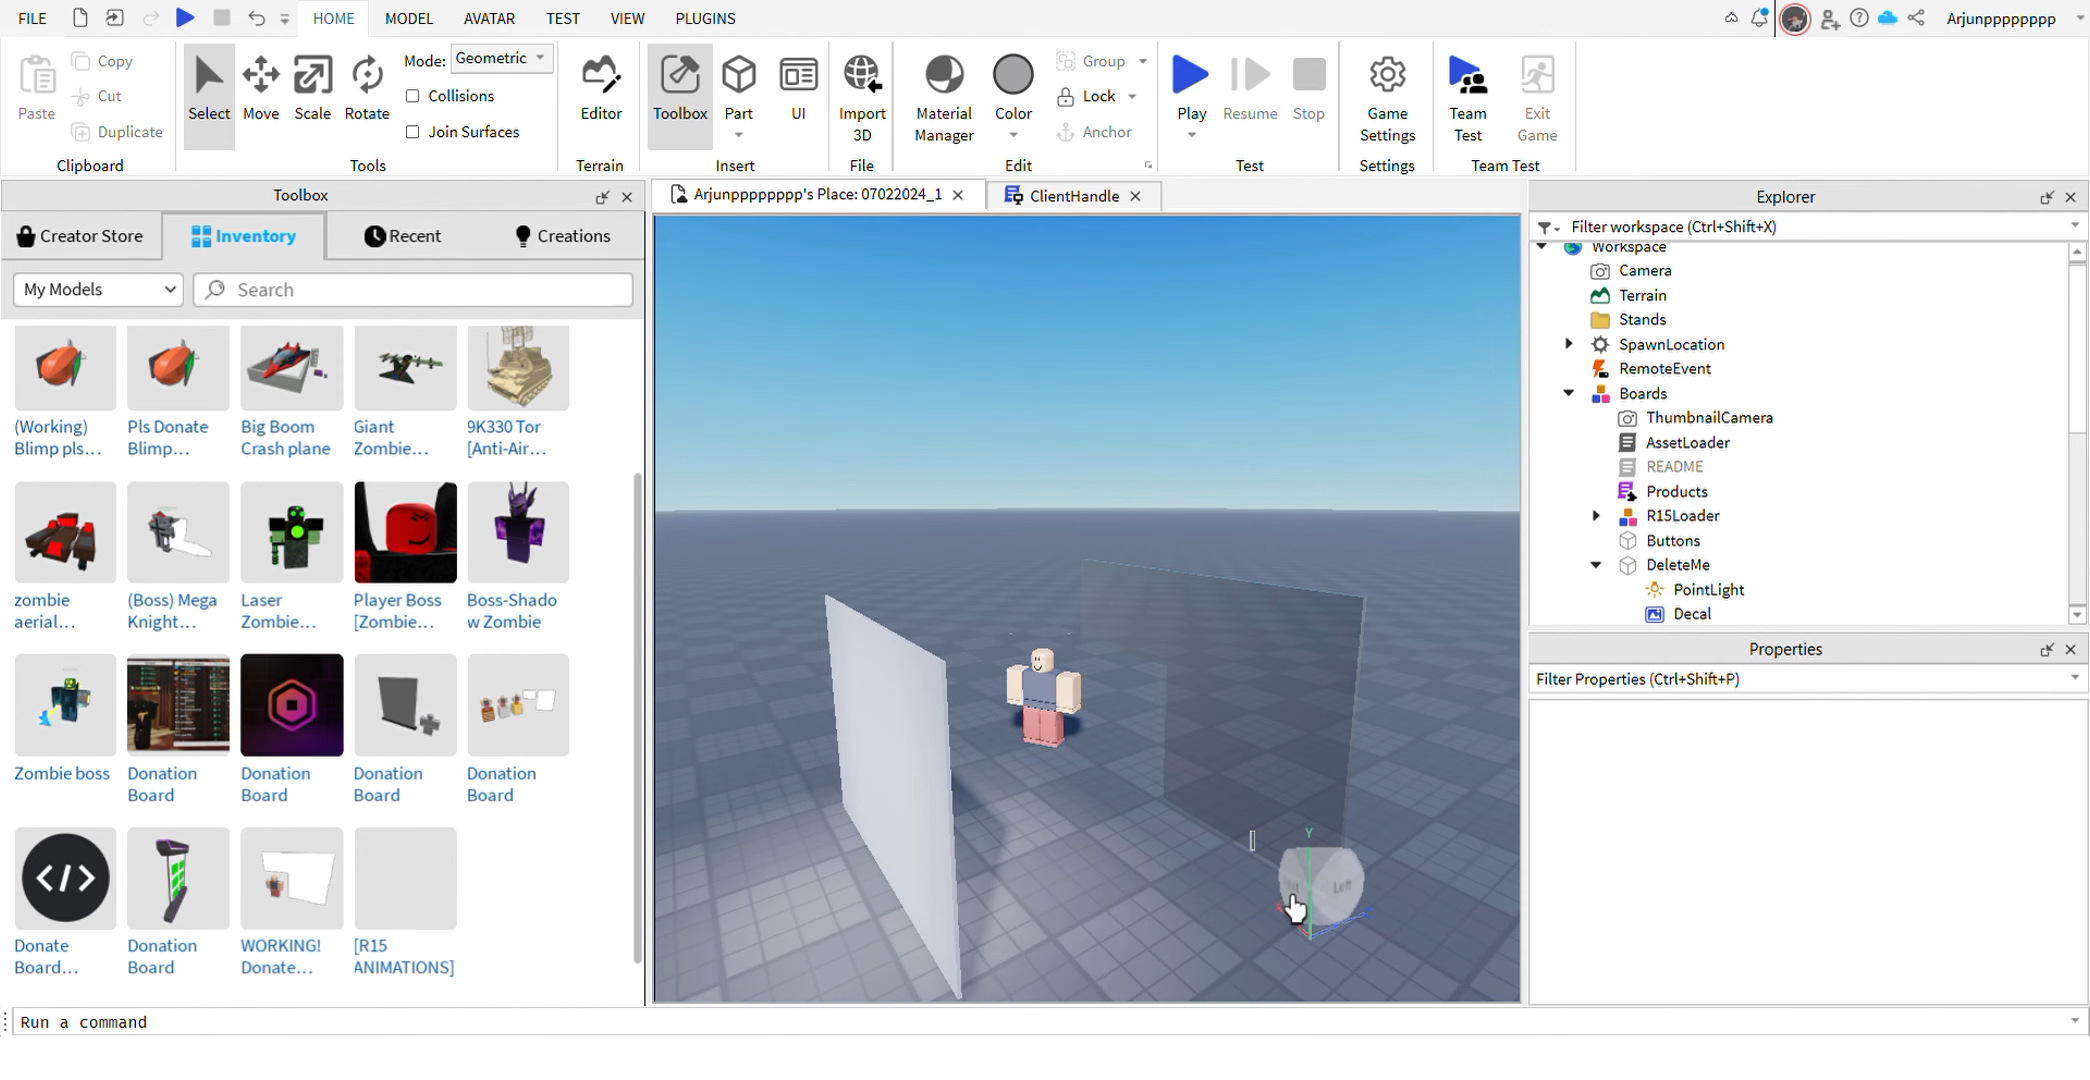 FILE HOME MODEL AVATAR TEST VIEW PLUGINS Arjunpppppppp
Paste Copy Cut Duplicate
Clipboard
Select Move Scale Rotate
Mode: Geometric
Collisions
Join Surfaces
Tools
Editor
Terrain
Toolbox Part UI
Insert
Import
3D
File
Material
Manager
Color
Group
Lock
Anchor
Edit
Play Resume Stop
Test
Game
Settings
Settings
Team
Test
Exit
Game
Team Test
Toolbox
Creator Store Inventory Recent Creations
My Models Search
(Working)
Blimp pls...
Pls Donate
Blimp...
Big Boom
Crash plane
Giant
Zombie...
9K330 Tor
[Anti-Air...
zombie
aerial...
(Boss) Mega
Knight...
Laser
Zombie...
Player Boss
[Zombie...
Boss-Shado
w Zombie
Zombie boss
Donation
Board
Donation
Board
Donation
Board
Donation
Board
</>
Donate
Board...
Donation
Board
WORKING!
Donate...
[R15
ANIMATIONS]
Arjunpppppppp's Place: 07022024_1
ClientHandle
Y
Left
Explorer
Filter workspace (Ctrl+Shift+X)
Workspace
Camera
Terrain
Stands
SpawnLocation
RemoteEvent
Boards
ThumbnailCamera
AssetLoader
README
Products
R15Loader
Buttons
DeleteMe
PointLight
Decal
Properties
Filter Properties (Ctrl+Shift+P)
Run a command